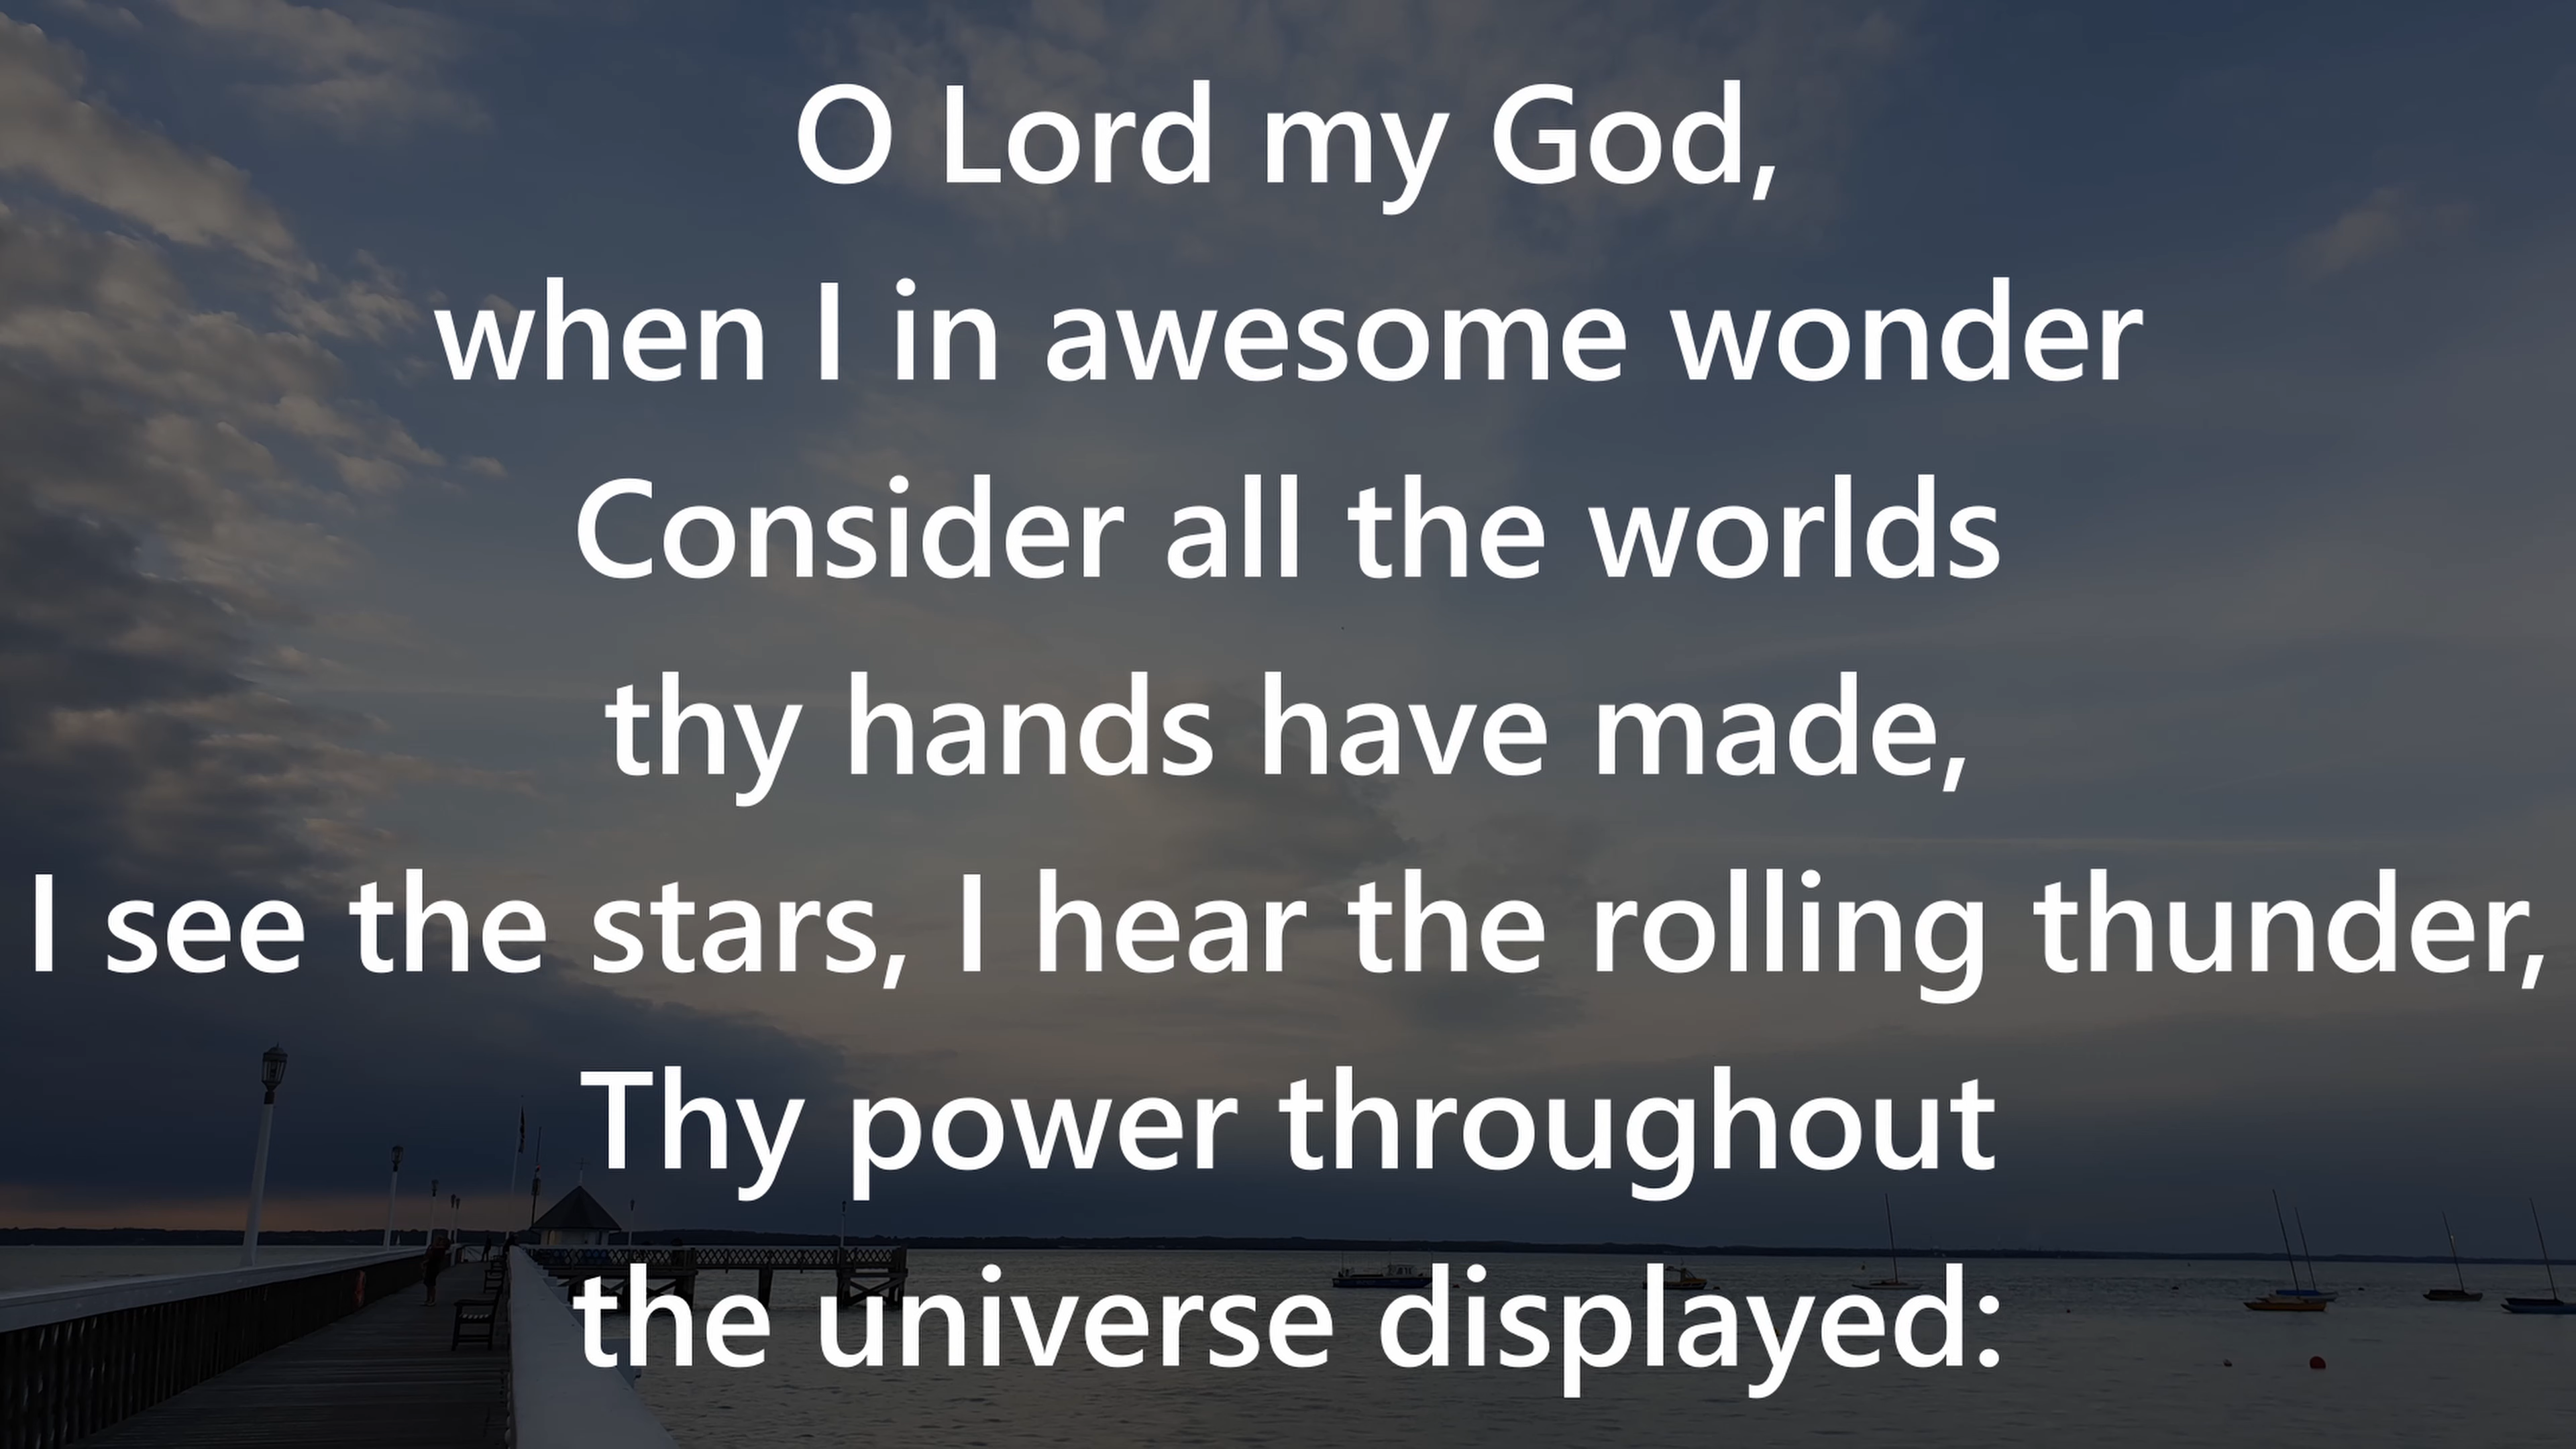 O Lord my God,
when I in awesome wonder
Consider all the worlds
thy hands have made,
I see the stars, I hear the rolling thunder,
Thy power throughout
the universe displayed: